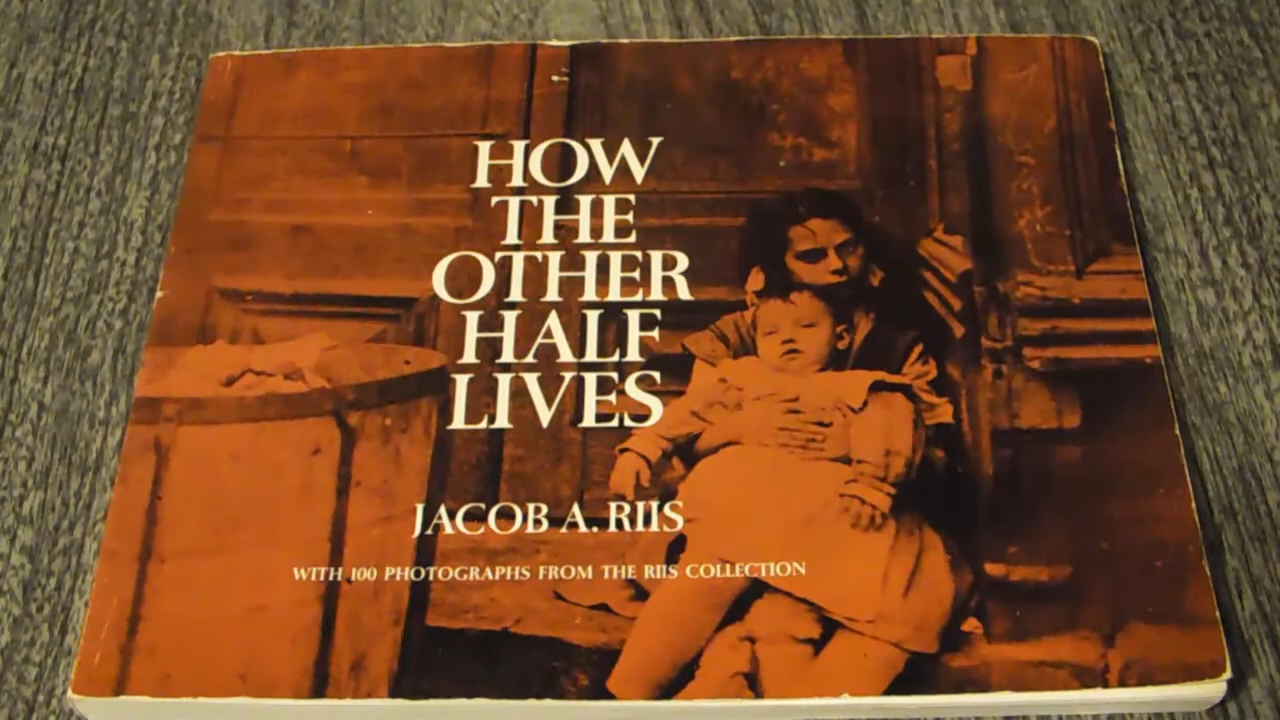 HOW
THE
OTHER
HALF
LIVES
JACOB A. RIIS
WITH 100 PHOTOGRAPHS FROM THE RIIS COLLECTION